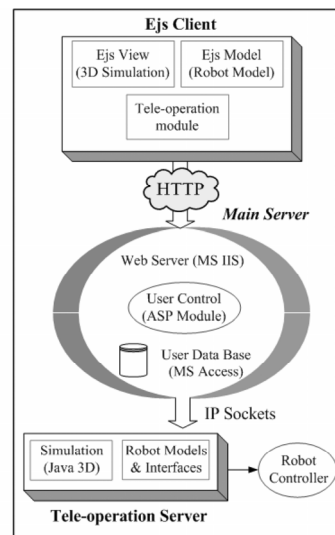 Ejs Client
Ejs View
(3D Simulation)
Ejs Model
(Robot Model)
Tele-operation
module
HTTP
Main Server
Web Server (MS IIS)
User Control
(ASP Module)
User Data Base
(MS Access)
IP Sockets
Simulation
(Java 3D)
Robot Models
& Interfaces
Robot
Controller
Tele-operation Server